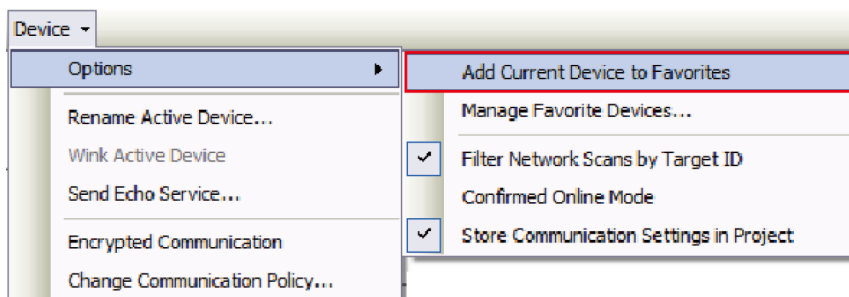 Device
Options
Rename Active Device...
Wink Active Device
Send Echo Service...
Encrypted Communication
Change Communication Policy...
Add Current Device to Favorites
Manage Favorite Devices...
Filter Network Scans by Target ID
Confirmed Online Mode
Store Communication Settings in Project